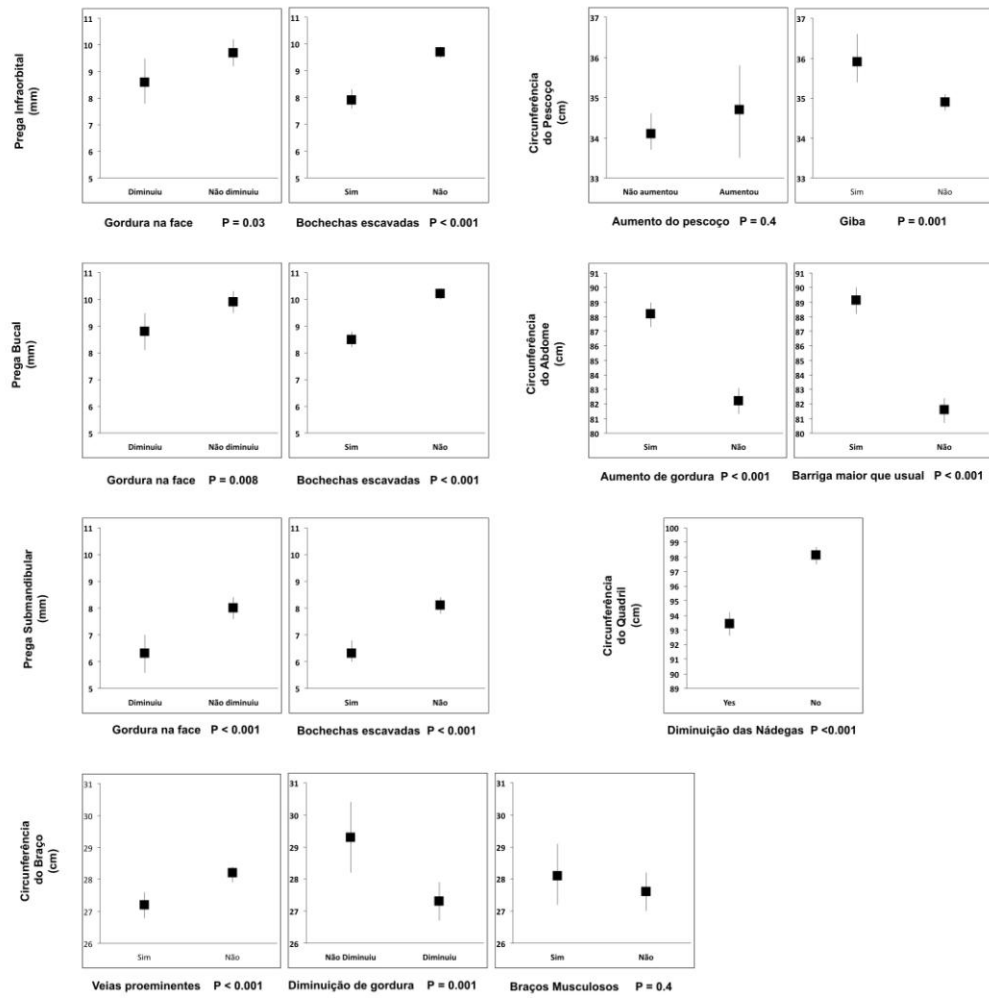 Prega Infraorbital
(mm)
11
10
9
8
7
6
5
Diminuiu Não diminuiu
Gordura na face P = 0.03
11
10
9
8
7
6
5
Sim Não
Bochechas escavadas P < 0.001
Circunferência
do Pescoço
(cm)
37
36
35
34
33
Não aumentou Aumentou
Aumento do pescoço P = 0.4
37
36
35
34
33
Sim Não
Giba P = 0.001
Prega Bucal
(mm)
11
10
9
8
7
6
5
Diminuiu Não diminuiu
Gordura na face P = 0.008
11
10
9
8
7
6
5
Sim Não
Bochechas escavadas P < 0.001
Circunferência
do Abdome
(cm)
91
90
89
88
87
86
85
84
83
82
81
80
Sim Não
Aumento de gordura P < 0.001
91
90
89
88
87
86
85
84
83
82
81
80
Sim Não
Barriga maior que usual P < 0.001
Prega Submandibular
(mm)
11
10
9
8
7
6
5
Diminuiu Não diminuiu
Gordura na face P < 0.001
11
10
9
8
7
6
5
Sim Não
Bochechas escavadas P < 0.001
Circunferência
do Quadril
(cm)
100
99
98
97
96
95
94
93
92
91
90
89
Yes No
Diminuição das Nádegas P <0.001
Circunferência
do Braço
(cm)
31
30
29
28
27
26
Sim Não
Veias proeminentes P < 0.001
31
30
29
28
27
26
Não Diminuiu Diminuiu
Diminuição de gordura P = 0.001
31
30
29
28
27
26
Sim Não
Braços Musculosos P = 0.4